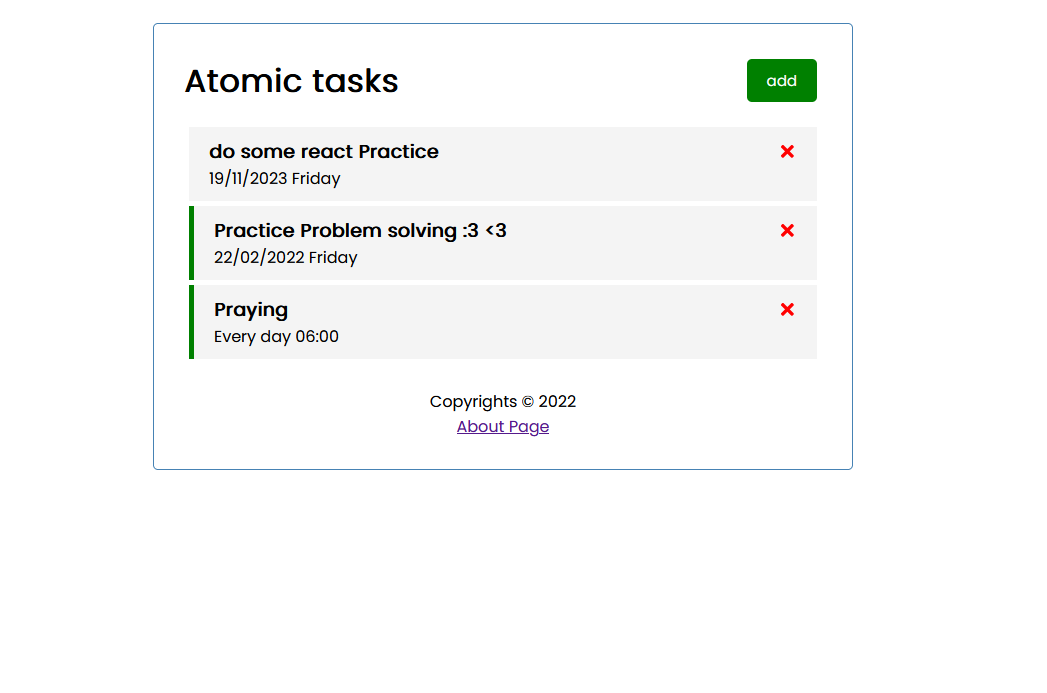 Atomic tasks
add
do some react Practice
19/11/2023 Friday
Practice Problem solving :3 <3
22/02/2022 Friday
Praying
Every day 06:00
Copyrights © 2022
About Page